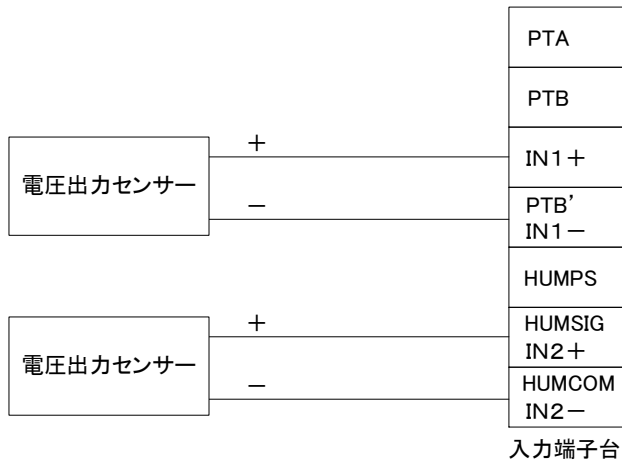 PTA
PTB
電圧出力センサー
+
−
IN1+
PTB’
IN1−
HUMPS
電圧出力センサー
+
−
HUMSIG
IN2+
HUMCOM
IN2−
入力端子台